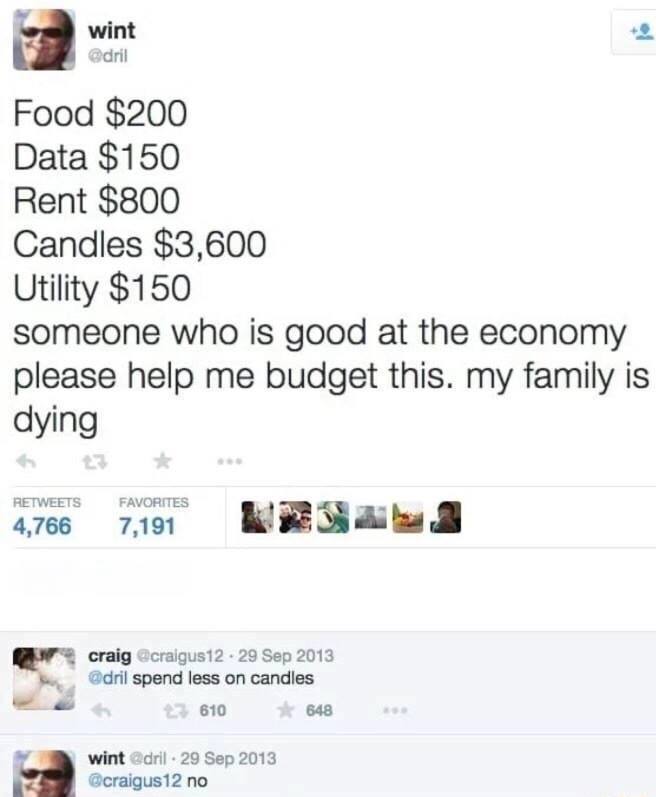 wint
@dril
Food $200
Data $150
Rent $800
Candles $3,600
Utility $150
someone who is good at the economy
please help me budget this. my family is
dying
RETWEETS FAVORITES
4,766 7,191
craig @craigus12 · 29 Sep 2013
@dril spend less on candles
610 648
wint @dril · 29 Sep 2013
@craigus12 no